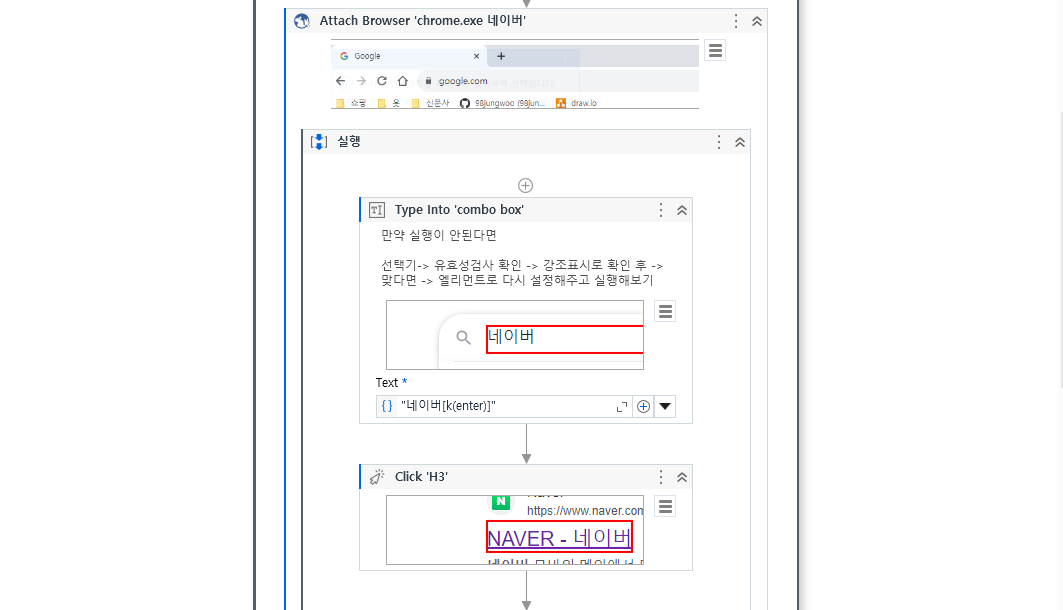 Attach Browser 'chrome.exe 네이버'
Google
google.com
쇼핑 옷 신문사 98jungwoo (98jun... draw.io
실행
Type Into 'combo box'
만약 실행이 안된다면
선택기-> 유효성검사 확인 -> 강조표시로 확인 후 ->
맞다면 -> 엘리먼트로 다시 설정해주고 실행해보기
네이버
Text *
"네이버[k(enter)]"
Click 'H3'
N
https://www.naver.com
NAVER - 네이버